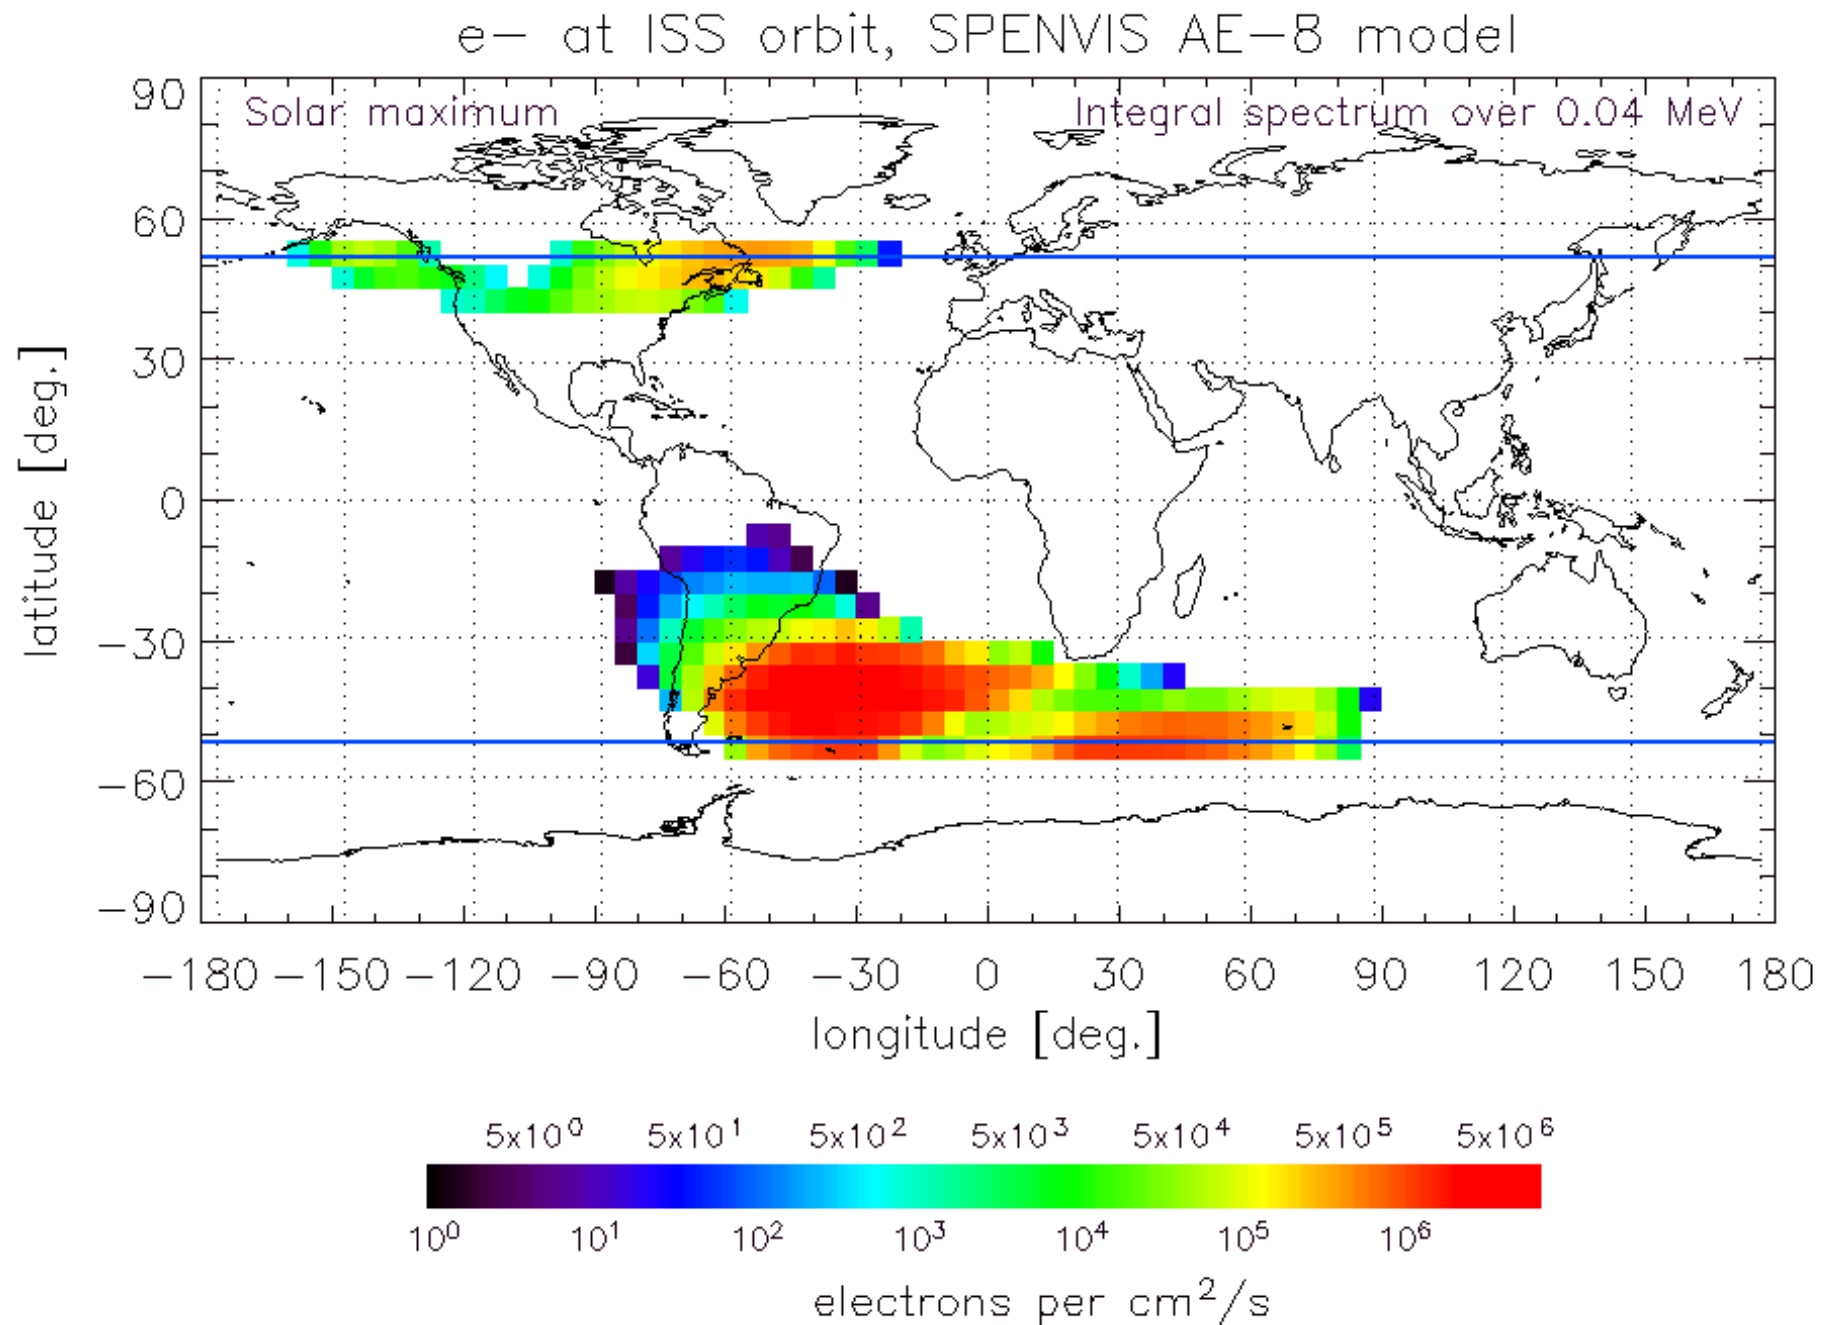 e− at ISS orbit, SPENVIS AE−8 model
Solar maximum
Integral spectrum over 0.04 MeV
90
60
30
0
−30
−60
−90
latitude [deg.]
−180 −150 −120 −90 −60 −30 0 30 60 90 120 150 180
longitude [deg.]
5x10⁰ 5x10¹ 5x10² 5x10³ 5x10⁴ 5x10⁵ 5x10⁶
10⁰ 10¹ 10² 10³ 10⁴ 10⁵ 10⁶
electrons per cm²/s